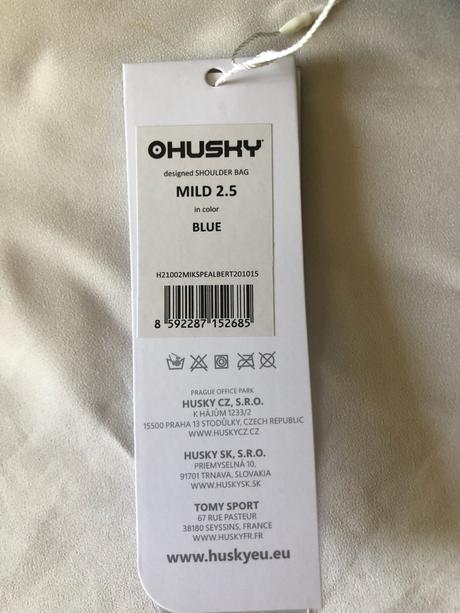 HUSKY
designed SHOULDER BAG
MILD 2.5
in color
BLUE
H21002MIKSPEALBERT201015
8 592287 152685
PRAGUE OFFICE PARK
HUSKY CZ, S.R.O.
K HÁJŮM 1233/2
15500 PRAHA 13 STODŮLKY, CZECH REPUBLIC
WWW.HUSKYCZ.CZ
HUSKY SK, S.R.O.
PRIEMYSELNÁ 10,
91701 TRNAVA, SLOVAKIA
WWW.HUSKYSK.SK
TOMY SPORT
67 RUE PASTEUR
38180 SEYSSINS, FRANCE
WWW.HUSKYFR.FR
www.huskyeu.eu